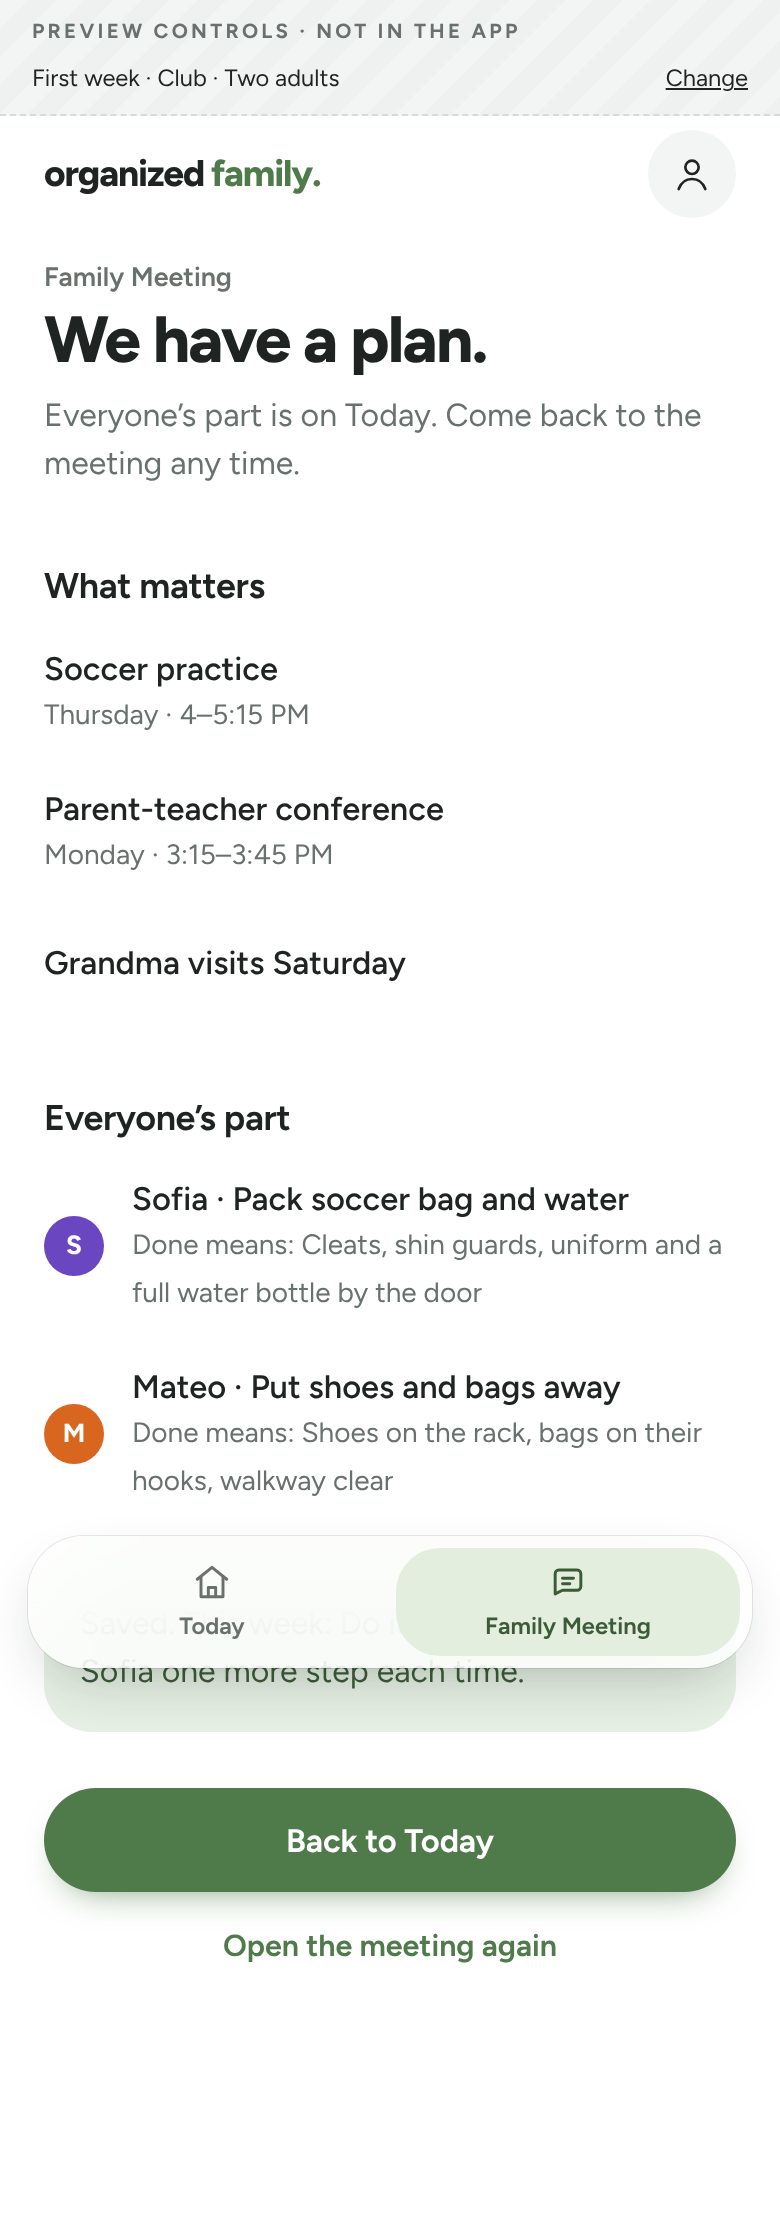 PREVIEW CONTROLS · NOT IN THE APP
First week · Club · Two adults
Change
organized family.
Family Meeting
We have a plan.
Everyone’s part is on Today. Come back to the
meeting any time.
What matters
Soccer practice
Thursday · 4–5:15 PM
Parent-teacher conference
Monday · 3:15–3:45 PM
Grandma visits Saturday
Everyone’s part
S
Sofia · Pack soccer bag and water
Done means: Cleats, shin guards, uniform and a
full water bottle by the door
M
Mateo · Put shoes and bags away
Done means: Shoes on the rack, bags on their
hooks, walkway clear
Saved. week: Do
Today
Family Meeting
Sofia one more step each time.
Back to Today
Open the meeting again